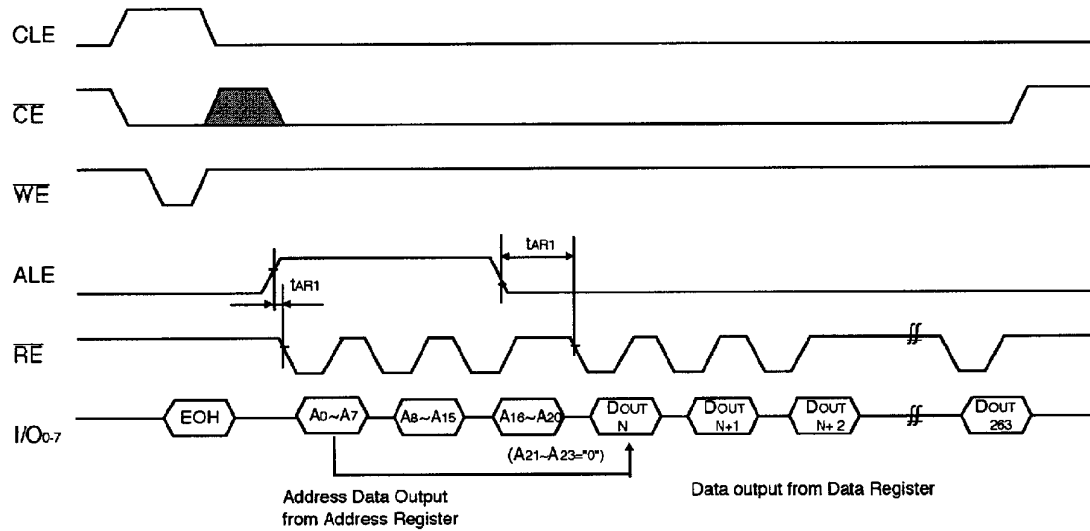 CLE
CE
WE
ALE
tAR1
tAR1
RE
I/O0-7
EOH
A0~A7
A8~A15
A16~A20
DOUT
N
DOUT
N+1
DOUT
N+2
DOUT
263
(A21~A23="0")
Address Data Output
from Address Register
Data output from Data Register